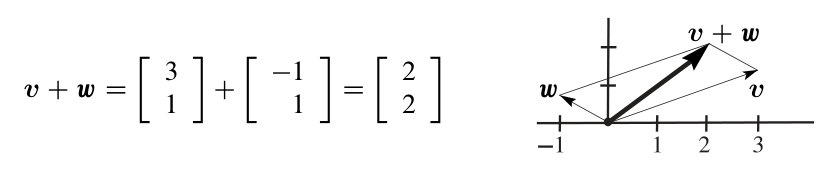 v + w = [ 3 1 ] + [ −1 1 ] = [ 2 2 ]
v + w
w
v
−1 1 2 3